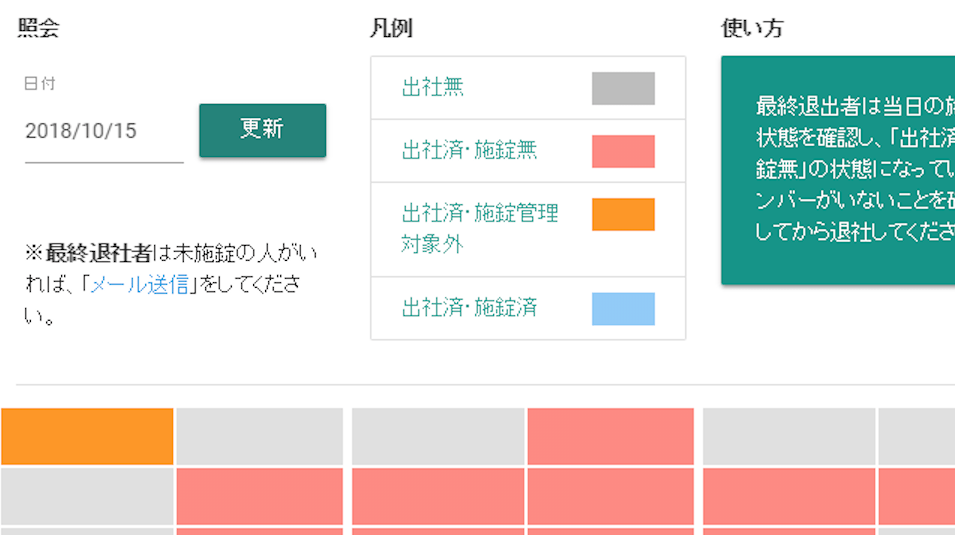 照会
日付
2018/10/15
更新
※最終退社者は未施錠の人がい
れば、「メール送信」をしてくださ
い。
凡例
出社無
出社済・施錠無
出社済・施錠管理
対象外
出社済・施錠済
使い方
最終退出者は当日の施
状態を確認し、「出社済
錠無」の状態になってい
ンバーがいないことを確
してから退社してくださ